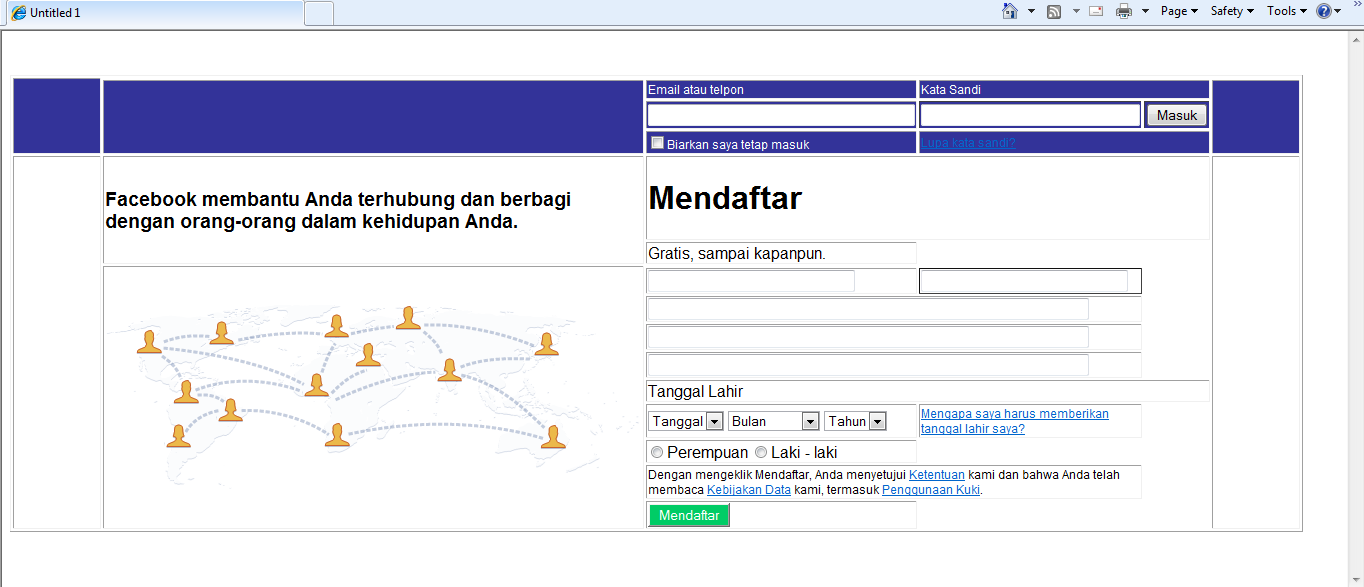 Untitled 1
Page
Safety
Tools
Email atau telpon
Kata Sandi
Masuk
Biarkan saya tetap masuk
Lupa kata sandi?
Facebook membantu Anda terhubung dan berbagi
dengan orang-orang dalam kehidupan Anda.
Mendaftar
Gratis, sampai kapanpun.
Tanggal Lahir
Tanggal
Bulan
Tahun
Mengapa saya harus memberikan
tanggal lahir saya?
Perempuan
Laki - laki
Dengan mengeklik Mendaftar, Anda menyetujui Ketentuan kami dan bahwa Anda telah
membaca Kebijakan Data kami, termasuk Penggunaan Kuki.
Mendaftar